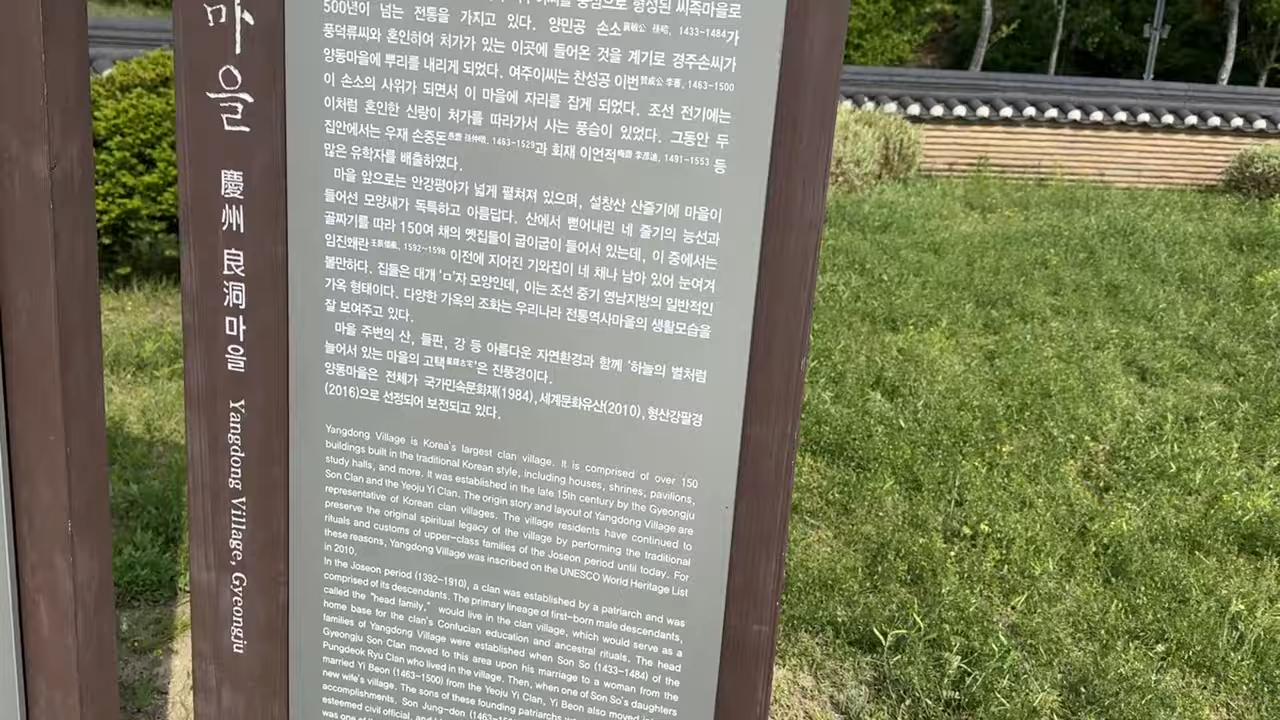 마을
慶州 良洞마을 Yangdong Village, Gyeongju
중심으로 형성된 씨족마을로
500년이 넘는 전통을 가지고 있다. 양민공 손소襄敏公 孫昭, 1433-1484가
풍덕류씨와 혼인하여 처가가 있는 이곳에 들어온 것을 계기로 경주손씨가
양동마을에 뿌리를 내리게 되었다. 여주이씨는 찬성공 이번贊成公 李蕃, 1463-1500
이 손소의 사위가 되면서 이 마을에 자리를 잡게 되었다. 조선 전기에는
이처럼 혼인한 신랑이 처가를 따라가서 사는 풍습이 있었다. 그동안 두
집안에서는 우재 손중돈愚齋 孫仲暾, 1463-1529과 회재 이언적晦齋 李彦迪, 1491-1553 등
많은 유학자를 배출하였다.
마을 앞으로는 안강평야가 넓게 펼쳐져 있으며, 설창산 산줄기에 마을이
들어선 모양새가 독특하고 아름답다. 산에서 뻗어내린 네 줄기의 능선과
골짜기를 따라 150여 채의 옛집들이 굽이굽이 들어서 있는데, 이 중에서는
임진왜란壬辰倭亂, 1592~1598 이전에 지어진 기와집이 네 채나 남아 있어 눈여겨
볼만하다. 집들은 대개 'ㅁ'자 모양인데, 이는 조선 중기 영남지방의 일반적인
가옥 형태이다. 다양한 가옥의 조화는 우리나라 전통역사마을의 생활모습을
잘 보여주고 있다.
마을 주변의 산, 들판, 강 등 아름다운 자연환경과 함께 '하늘의 별처럼
늘어서 있는 마을의 고택'은 진풍경이다.
양동마을은 전체가 국가민속문화재(1984), 세계문화유산(2010), 형산강팔경
(2016)으로 선정되어 보전되고 있다.
Yangdong Village is Korea's largest clan village. It is comprised of over 150
buildings built in the traditional Korean style, including houses, shrines, pavilions,
study halls, and more. It was established in the late 15th century by the Gyeongju
Son Clan and the Yeoju Yi Clan. The origin story and layout of Yangdong Village are
representative of Korean clan villages. The village residents have continued to
preserve the original spiritual legacy of the village by performing the traditional
rituals and customs of upper-class families of the Joseon period until today. For
these reasons, Yangdong Village was inscribed on the UNESCO World Heritage List
in 2010.
In the Joseon period (1392-1910), a clan was established by a patriarch and was
comprised of its descendants. The primary lineage of first-born male descendants,
called the "head family," would live in the clan village, which would serve as a
home base for the clan's Confucian education and ancestral rituals. The head
families of Yangdong Village were established when Son So (1433-1484) of the
Gyeongju Son Clan moved to this area upon his marriage to a woman from the
Pungdeok Ryu Clan who lived in the village. Then, when one of Son So's daughters
married Yi Beon (1463-1500) from the Yeoju Yi Clan, Yi Beon also moved
new wife's village. The sons of these founding patriarchs
accomplishments. Son Jung-don
esteemed civil official, and
was one of